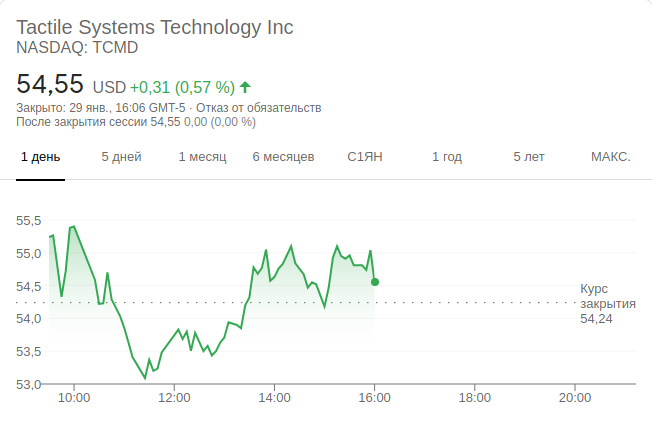 Tactile Systems Technology Inc
NASDAQ: TCMD
54,55 USD +0,31 (0,57 %)
Закрыто: 29 янв., 16:06 GMT-5 · Отказ от обязательств
После закрытия сессии 54,55 0,00 (0,00 %)
1 день 5 дней 1 месяц 6 месяцев С1ЯН 1 год 5 лет МАКС.
55,5
55,0
54,5
54,0
53,5
53,0
Курс
закрытия
54,24
10:00 12:00 14:00 16:00 18:00 20:00